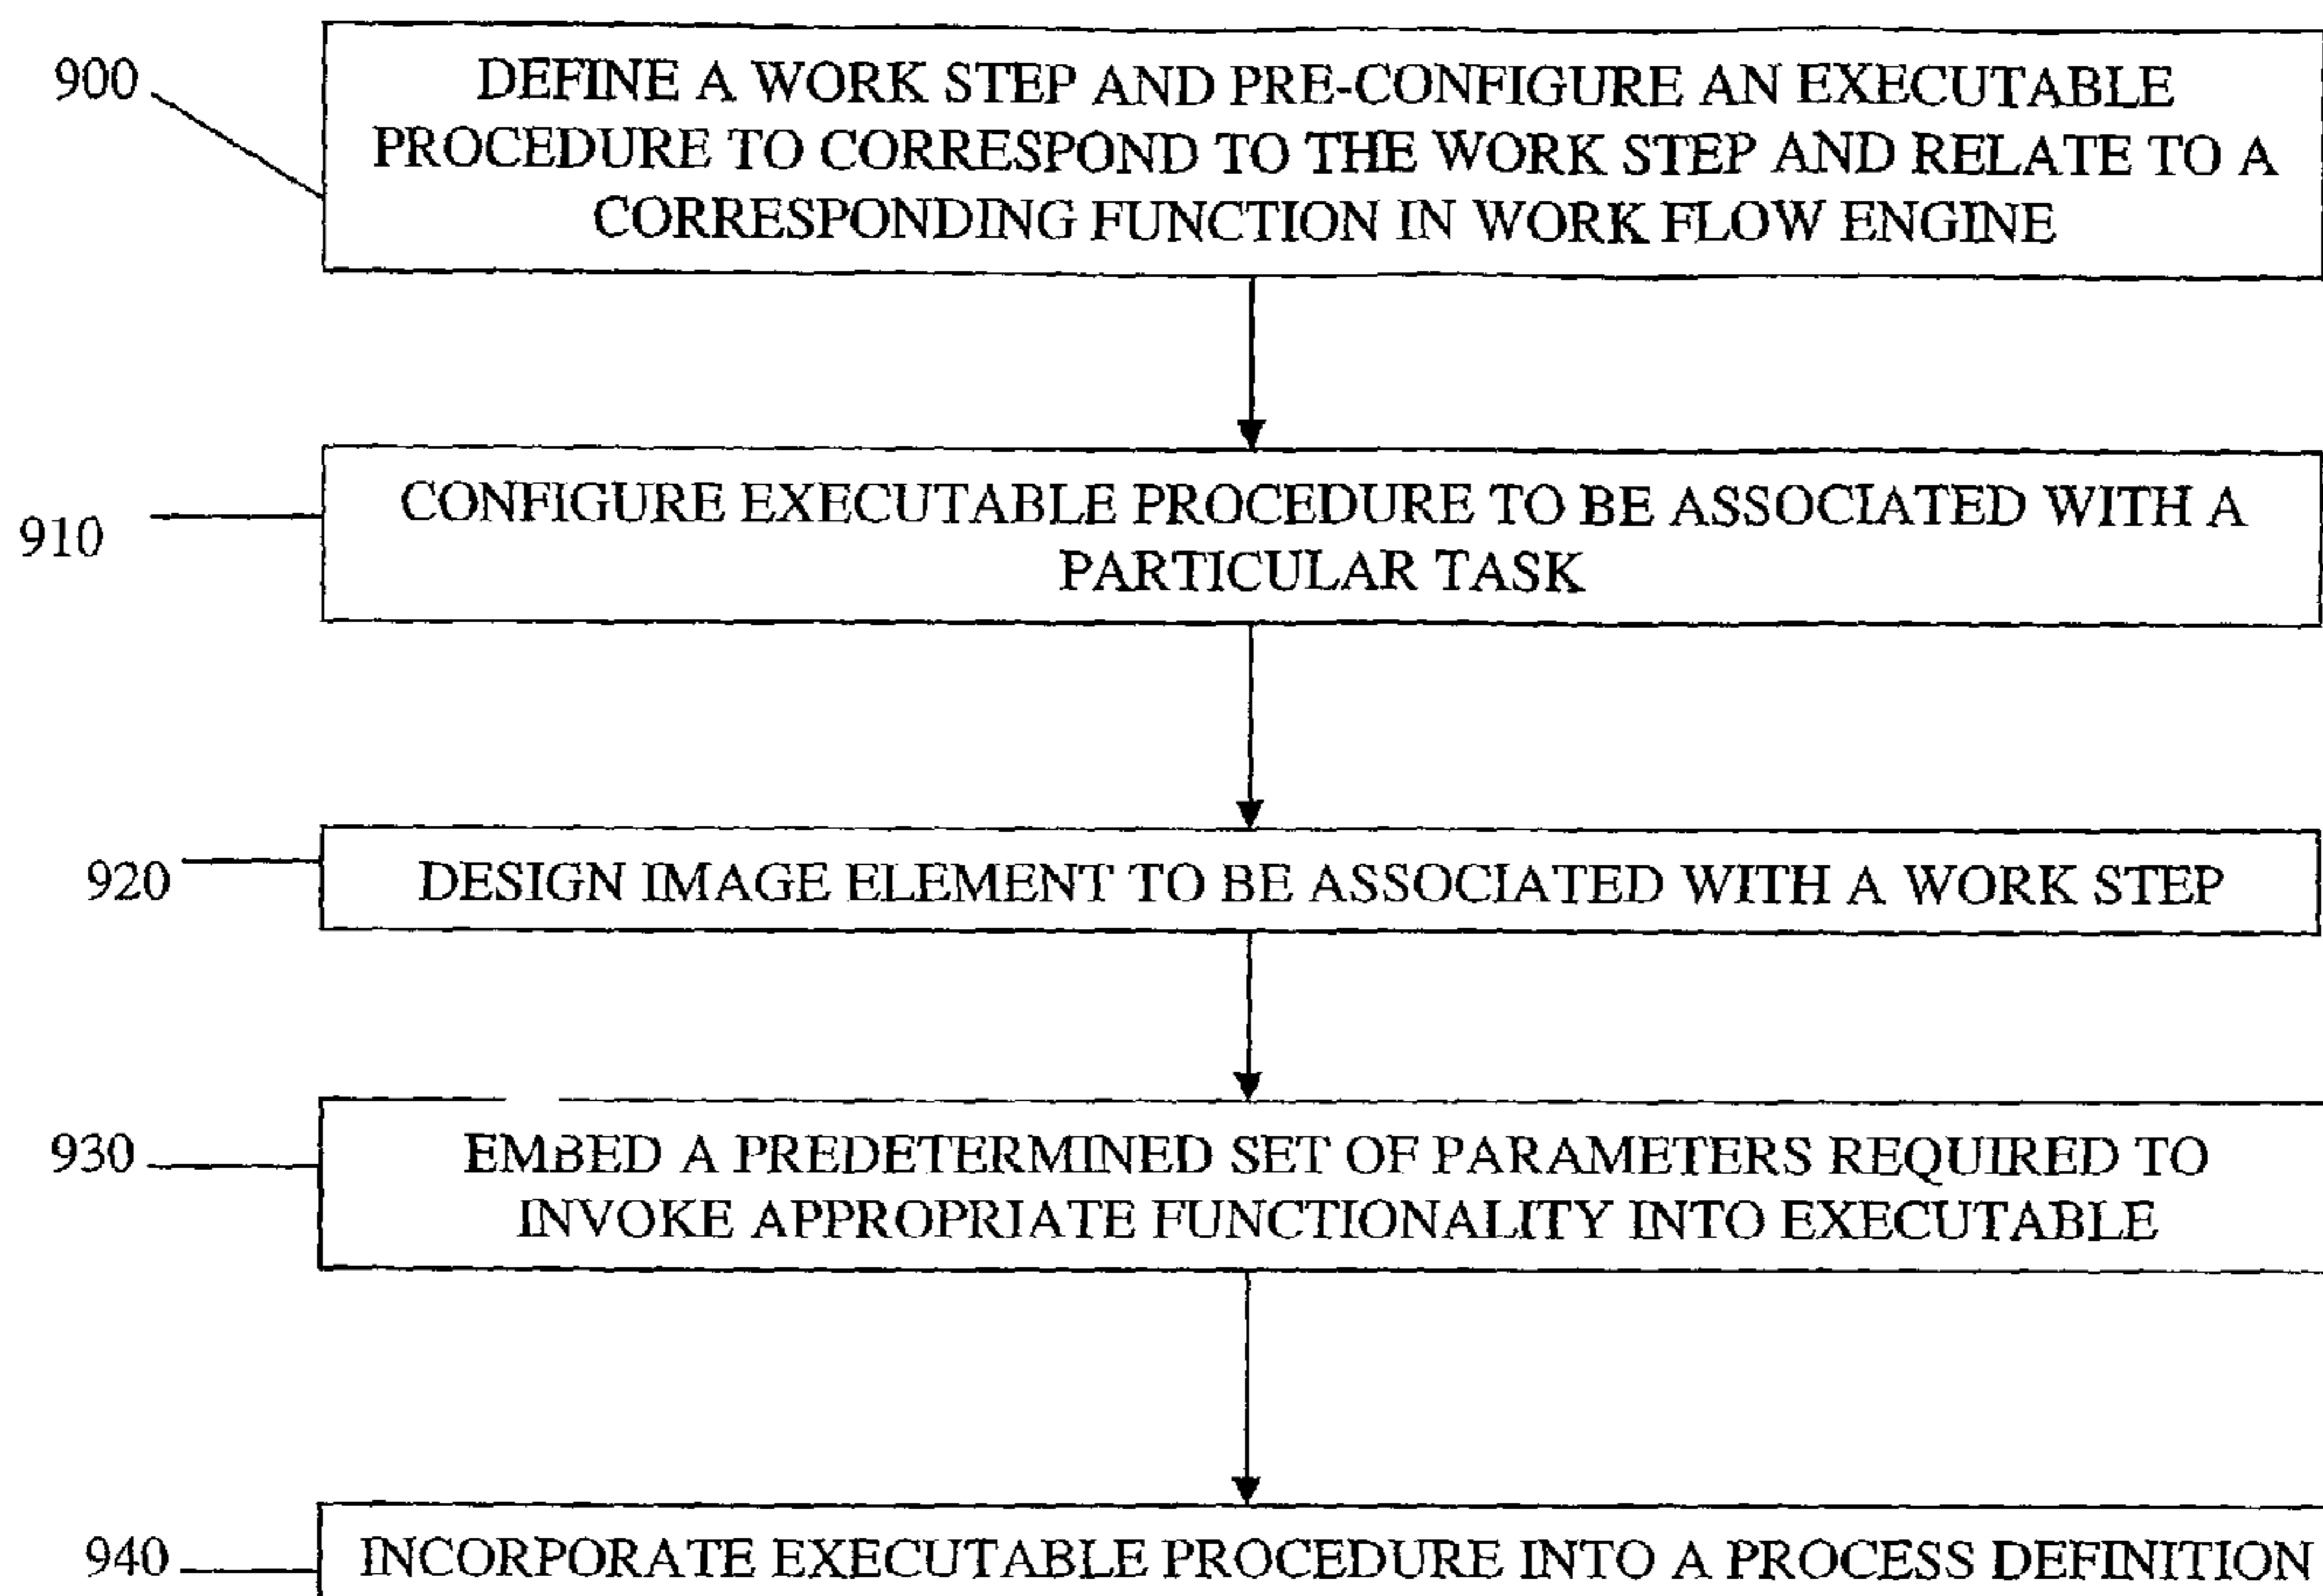 900
DEFINE A WORK STEP AND PRE-CONFIGURE AN EXECUTABLE
PROCEDURE TO CORRESPOND TO THE WORK STEP AND RELATE TO A
CORRESPONDING FUNCTION IN WORK FLOW ENGINE
910
CONFIGURE EXECUTABLE PROCEDURE TO BE ASSOCIATED WITH A
PARTICULAR TASK
920
DESIGN IMAGE ELEMENT TO BE ASSOCIATED WITH A WORK STEP
930
EMBED A PREDETERMINED SET OF PARAMETERS REQUIRED TO
INVOKE APPROPRIATE FUNCTIONALITY INTO EXECUTABLE
940
INCORPORATE EXECUTABLE PROCEDURE INTO A PROCESS DEFINITION